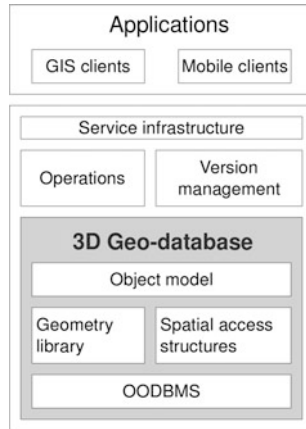 Applications
GIS clients
Mobile clients
Service infrastructure
Operations
Version
management
3D Geo-database
Object model
Geometry
library
Spatial access
structures
OODBMS